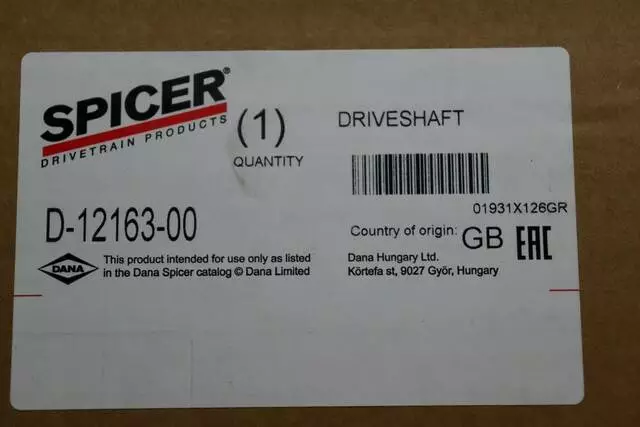 SPICER®
DRIVETRAIN PRODUCTS
(1)
QUANTITY
DRIVESHAFT
01931X126GR
D-12163-00
Country of origin: GB EAC
DANA
This product intended for use only as listed
in the Dana Spicer catalog © Dana Limited
Dana Hungary Ltd.
Körtefa st, 9027 Győr, Hungary